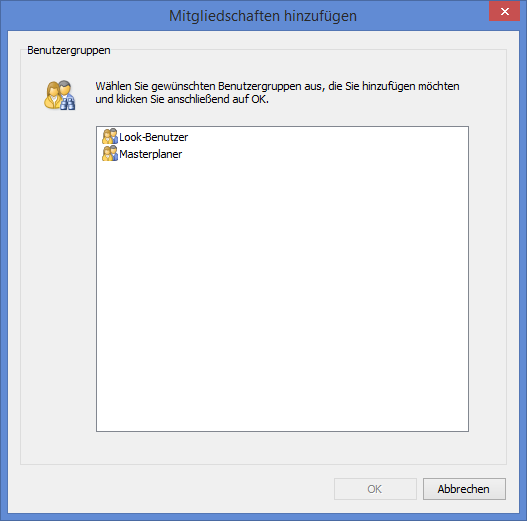 Mitgliedschaften hinzufügen
Benutzergruppen
Wählen Sie gewünschten Benutzergruppen aus, die Sie hinzufügen möchten
und klicken Sie anschließend auf OK.
Look-Benutzer
Masterplaner
OK
Abbrechen